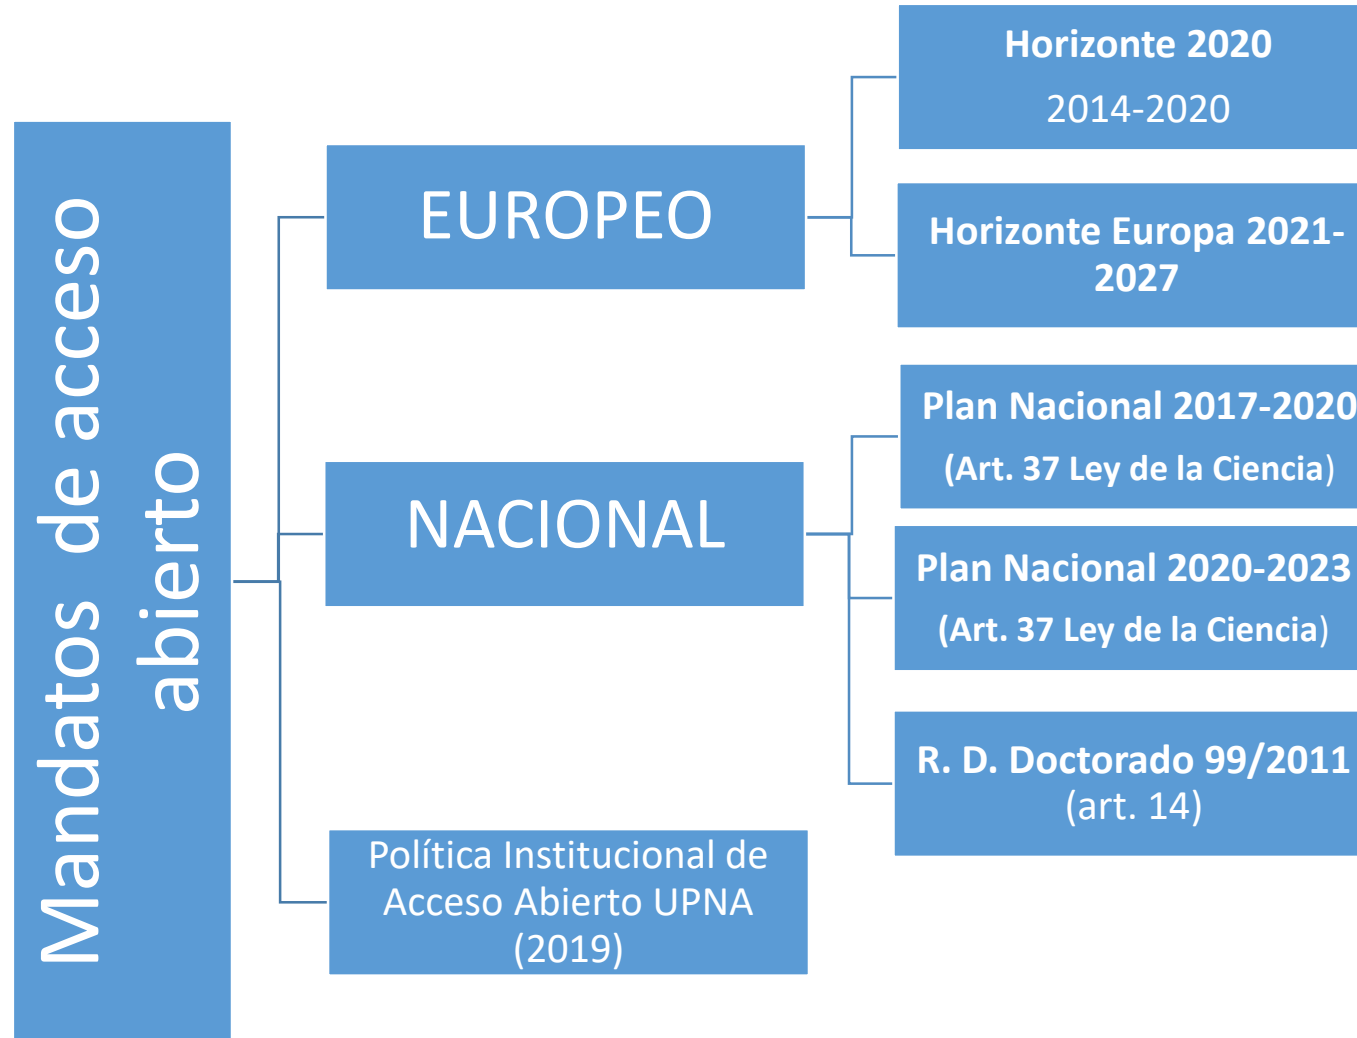 Mandatos de acceso
abierto
EUROPEO
Horizonte 2020
2014-2020
Horizonte Europa 2021-
2027
NACIONAL
Plan Nacional 2017-2020
(Art. 37 Ley de la Ciencia)
Plan Nacional 2020-2023
(Art. 37 Ley de la Ciencia)
R. D. Doctorado 99/2011
(art. 14)
Política Institucional de
Acceso Abierto UPNA
(2019)